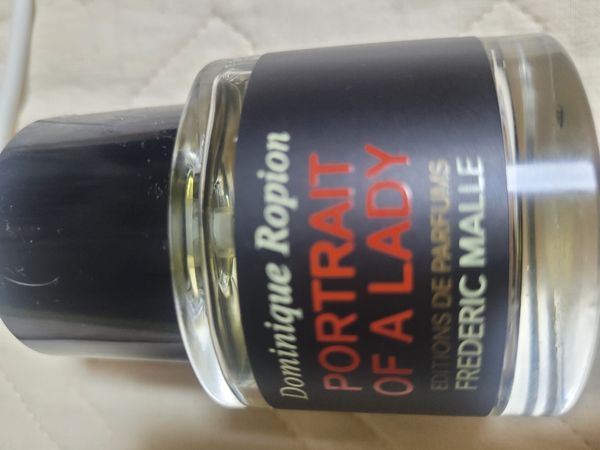 Dominique Ropion
PORTRAIT
OF A LADY
EDITIONS DE PARFUMS
FREDERIC MALLE